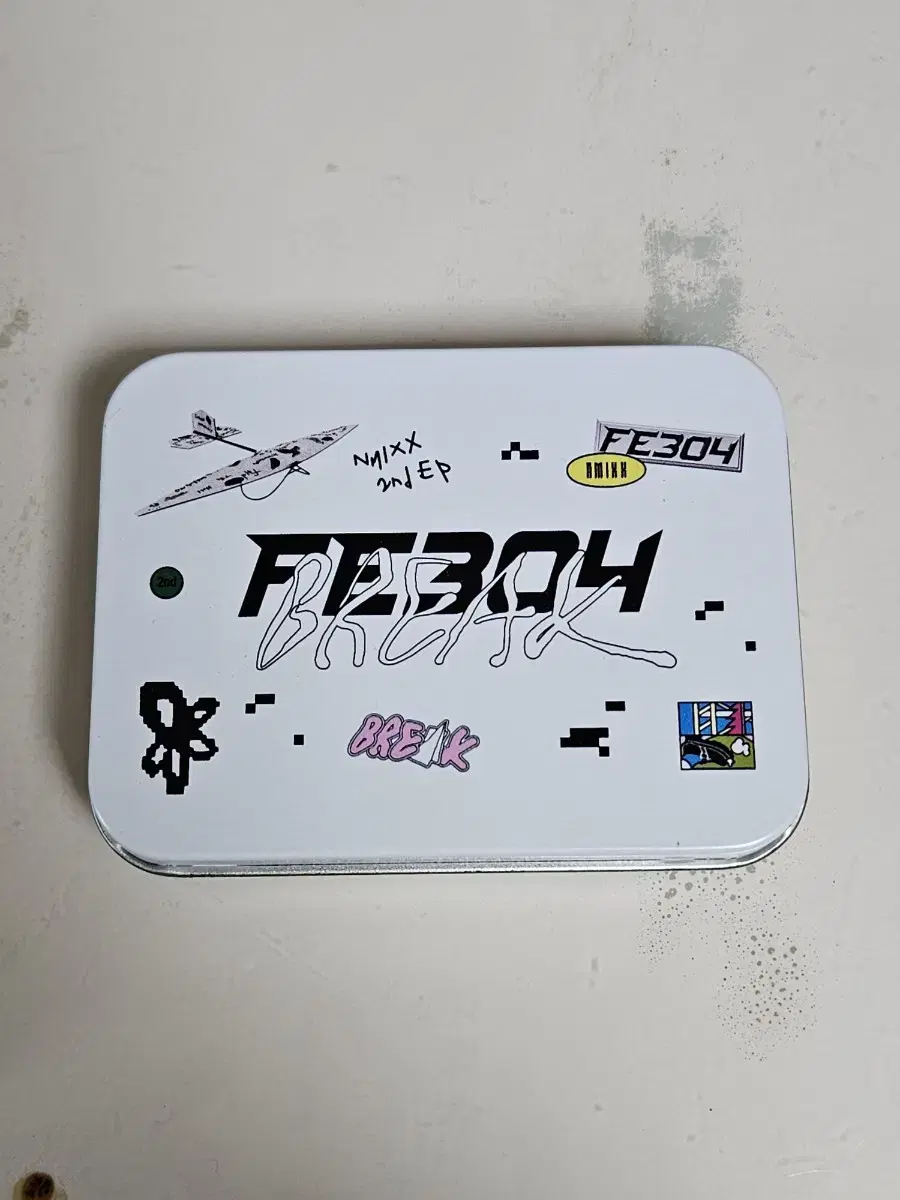 NMIXX
2nd EP
FE3O4
NMIXX
FE3O4
BREAK
2nd
BREAK